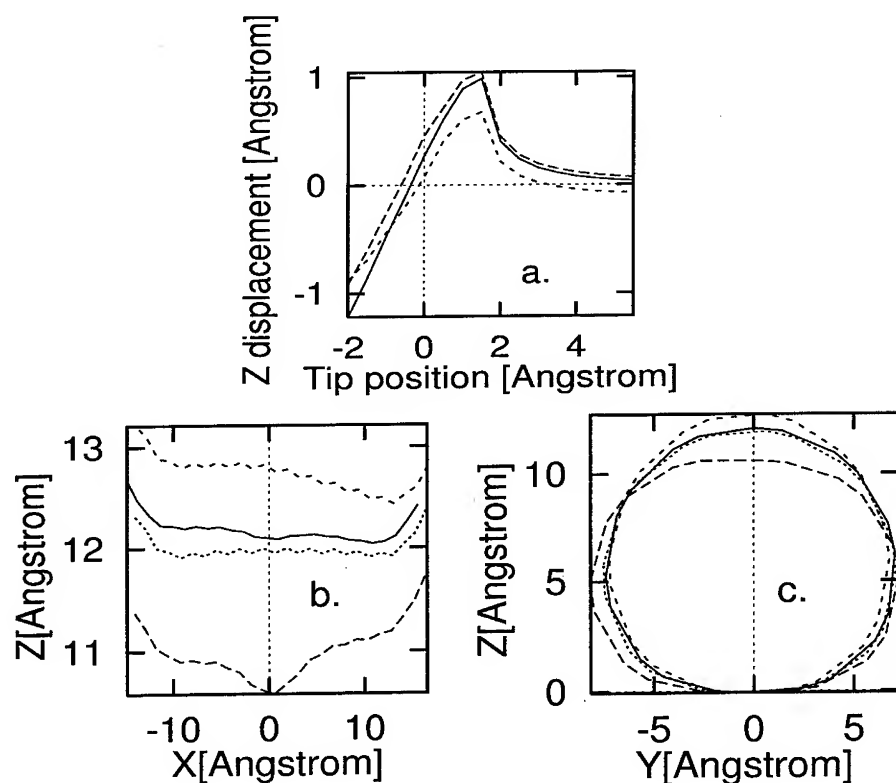 Z displacement [Angstrom]
1
0
-1
a.
-2 0 2 4
Tip position [Angstrom]
Z[Angstrom]
13
12
11
b.
-10 0 10
X[Angstrom]
Z[Angstrom]
10
5
0
c.
-5 0 5
Y[Angstrom]